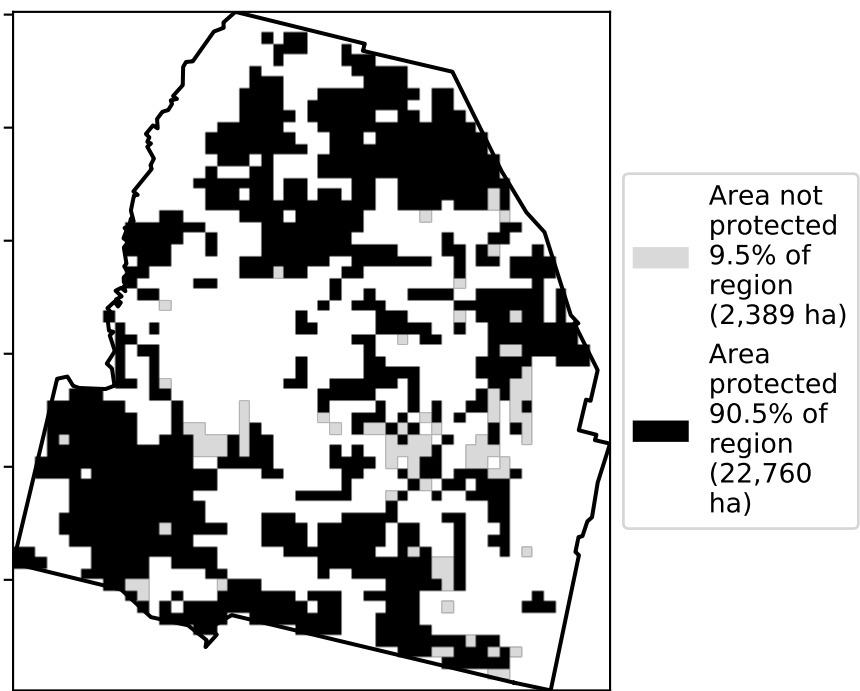 Area not
protected
9.5% of
region
(2,389 ha)
Area
protected
90.5% of
region
(22,760
ha)